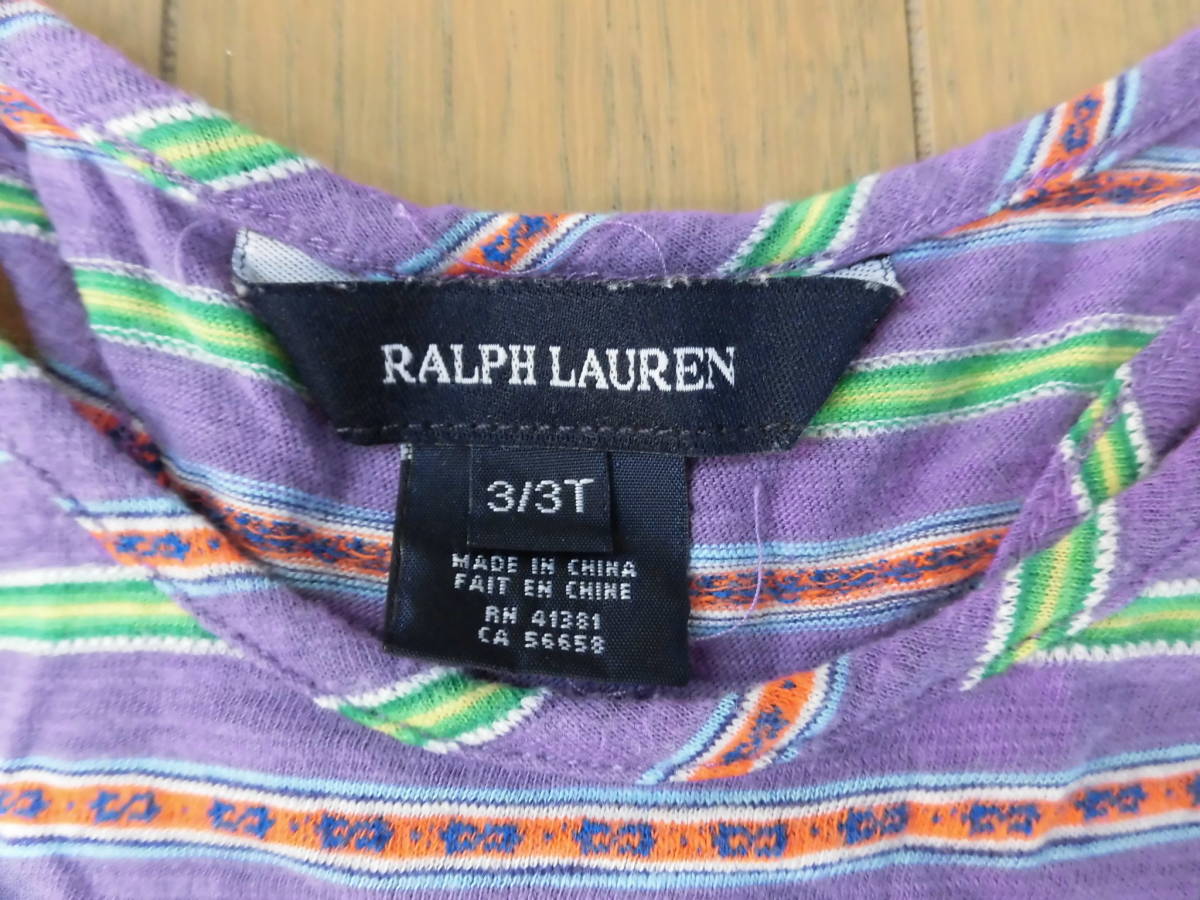 RALPH LAUREN
3/3T
MADE IN CHINA
FAIT EN CHINE
RN 41381
CA 56658